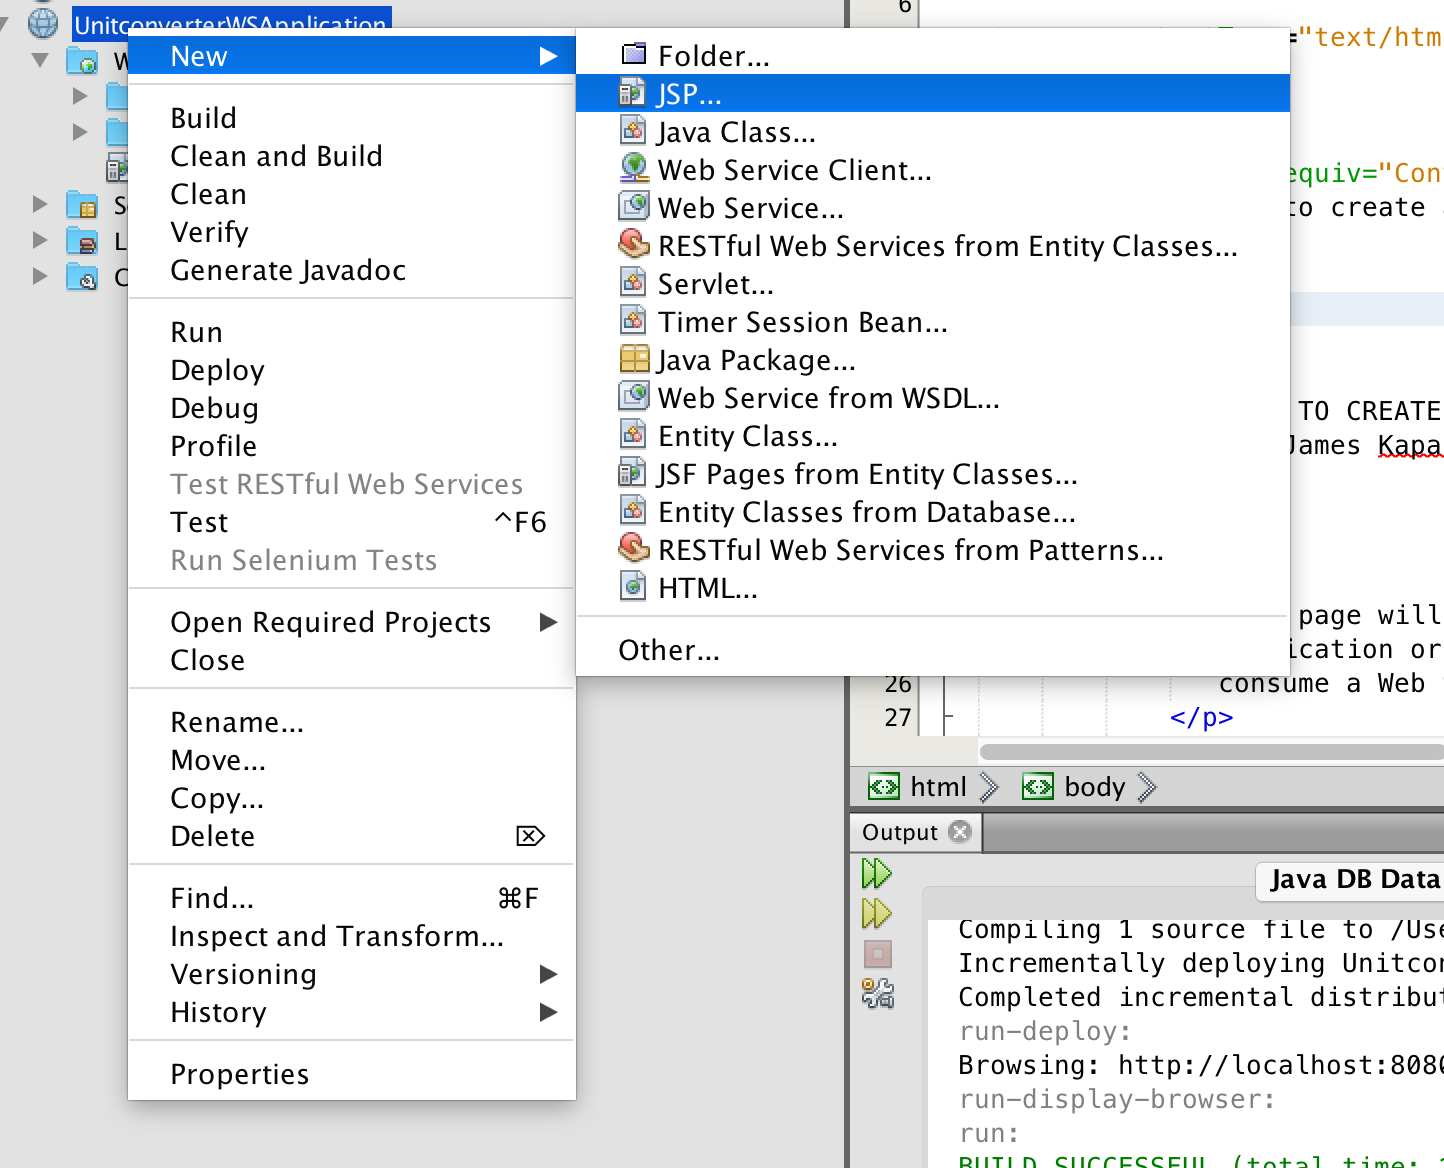 UnitconverterWSApplication
New
Build
Clean and Build
Clean
Verify
Generate Javadoc
Run
Deploy
Debug
Profile
Test RESTful Web Services
Test ^F6
Run Selenium Tests
Open Required Projects
Close
Rename...
Move...
Copy...
Delete
Find... ⌘F
Inspect and Transform...
Versioning
History
Properties
Folder...
JSP...
Java Class...
Web Service Client...
Web Service...
RESTful Web Services from Entity Classes...
Servlet...
Timer Session Bean...
Java Package...
Web Service from WSDL...
Entity Class...
JSF Pages from Entity Classes...
Entity Classes from Database...
RESTful Web Services from Patterns...
HTML...
Other...
6
="text/htm
equiv="Con
to create
TO CREATE
James Kapa
page will
ication or
26 consume a Web
27 </p>
html body
Output
Java DB Data
Compiling 1 source file to /Use
Incrementally deploying Unitcon
Completed incremental distribut
run-deploy:
Browsing: http://localhost:8080
run-display-browser:
run:
BUILD SUCCESSFUL (total time: